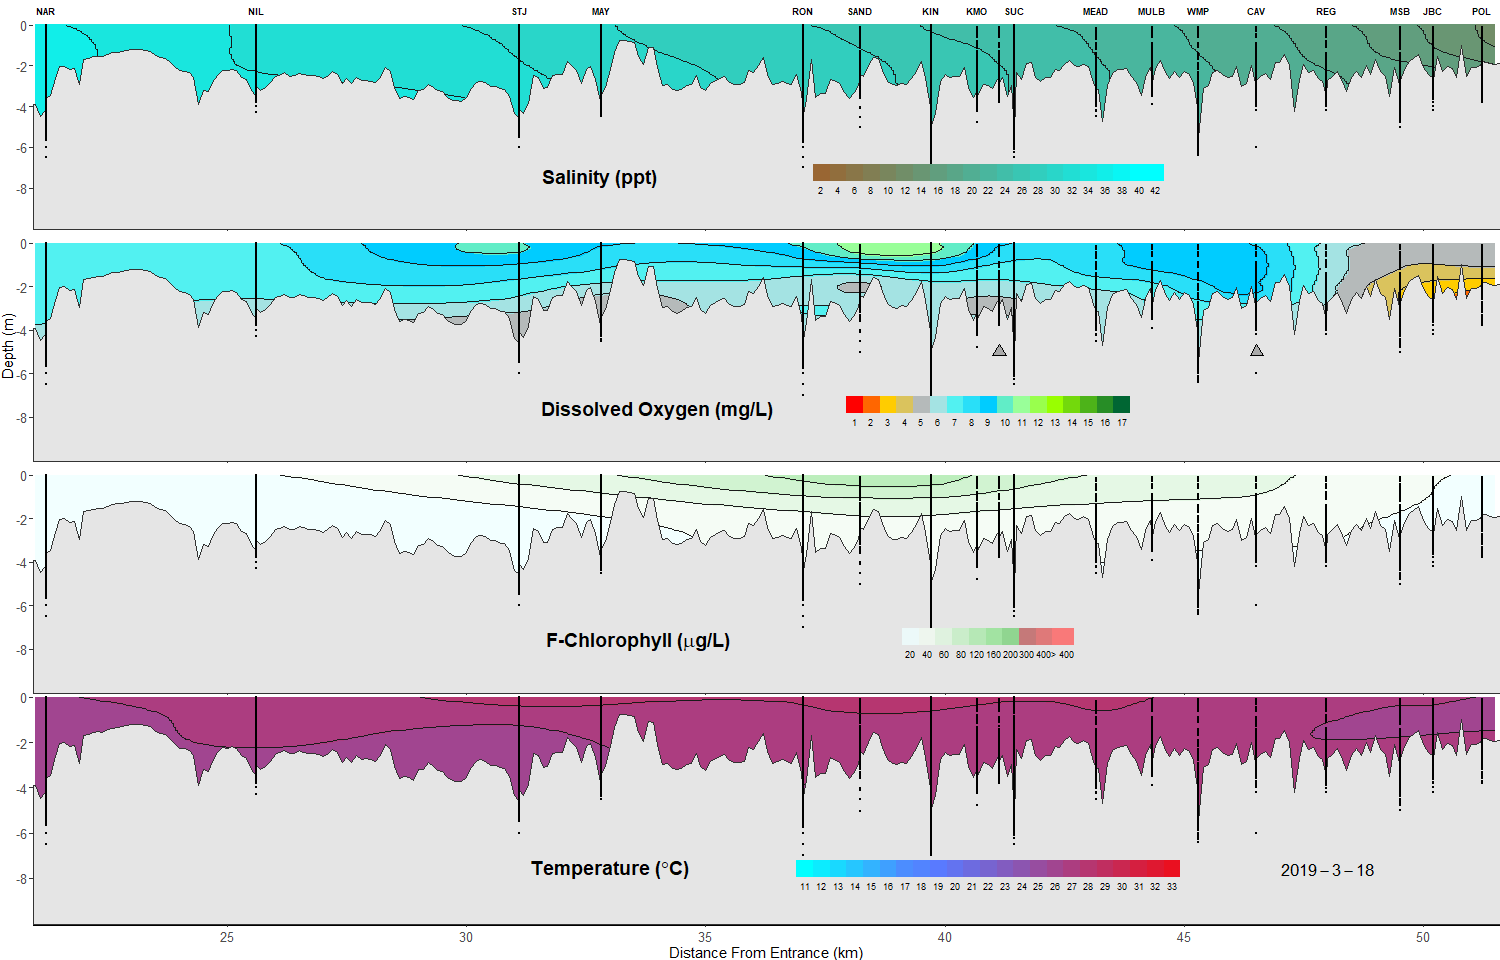 NAR NIL STJ MAY RON SAND KIN KMO SUC MEAD MULB WMP CAV REG MSB JBC POL
0
-2
-4
-6
-8
Salinity (ppt)
2 4 6 8 10 12 14 16 18 20 22 24 26 28 30 32 34 36 38 40 42
0
-2
-4
-6
-8
Depth (m)
Dissolved Oxygen (mg/L)
1 2 3 4 5 6 7 8 9 10 11 12 13 14 15 16 17
0
-2
-4
-6
-8
F-Chlorophyll (μg/L)
20 40 60 80 120 160 200 300 400> 400
0
-2
-4
-6
-8
Temperature (°C)
11 12 13 14 15 16 17 18 19 20 21 22 23 24 25 26 27 28 29 30 31 32 33
2019 – 3 – 18
25 30 35 40 45 50
Distance From Entrance (km)